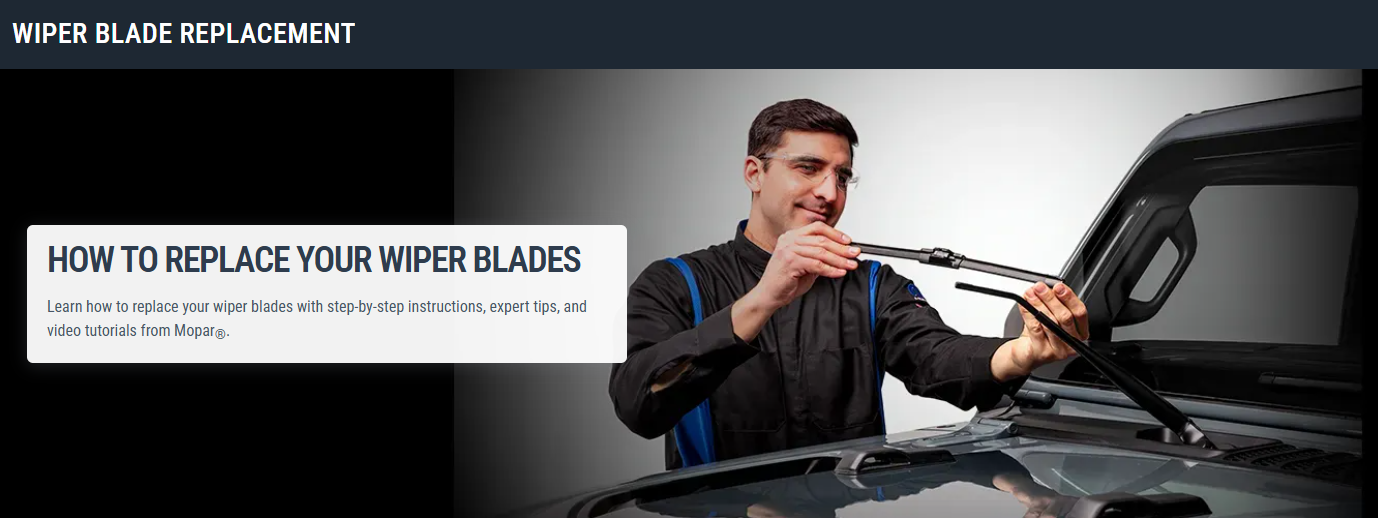 WIPER BLADE REPLACEMENT
HOW TO REPLACE YOUR WIPER BLADES
Learn how to replace your wiper blades with step-by-step instructions, expert tips, and
video tutorials from Mopar®.